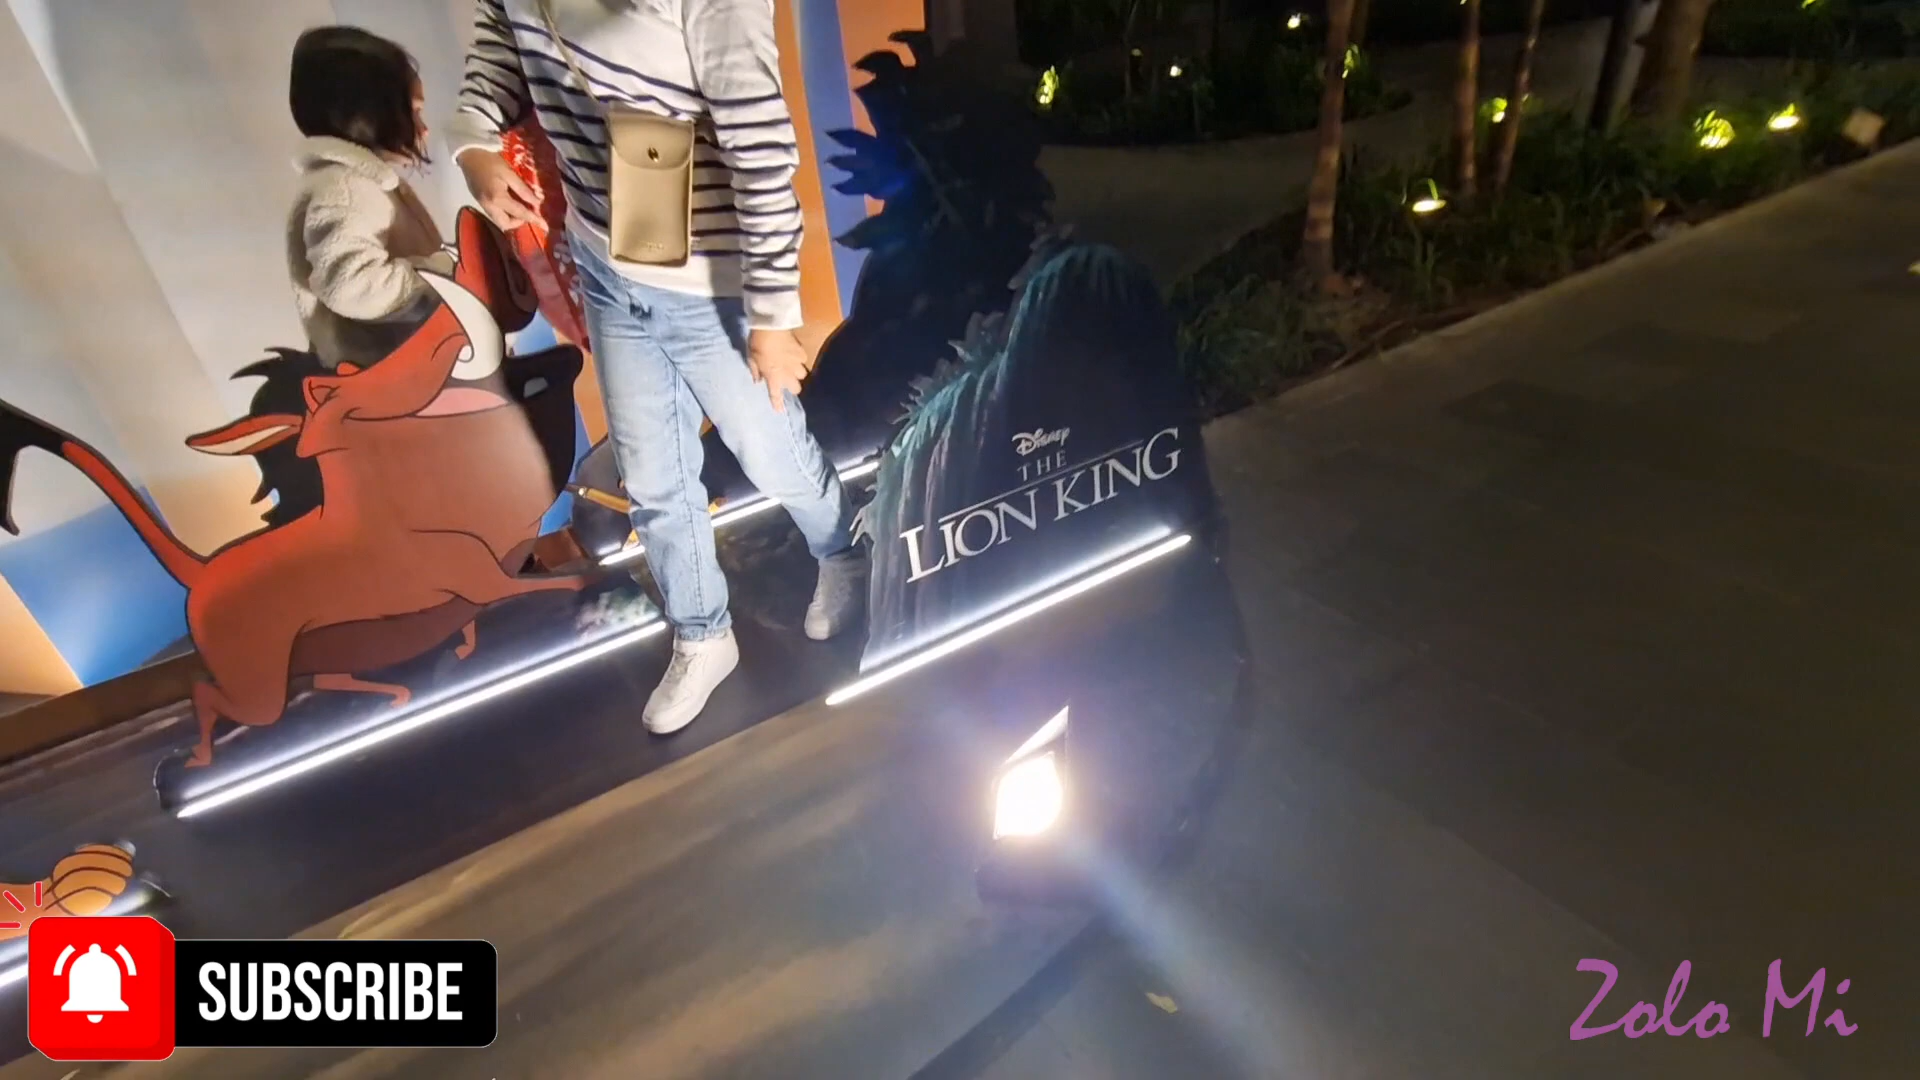 Disney
THE
LION KING
SUBSCRIBE
Zolo Mi